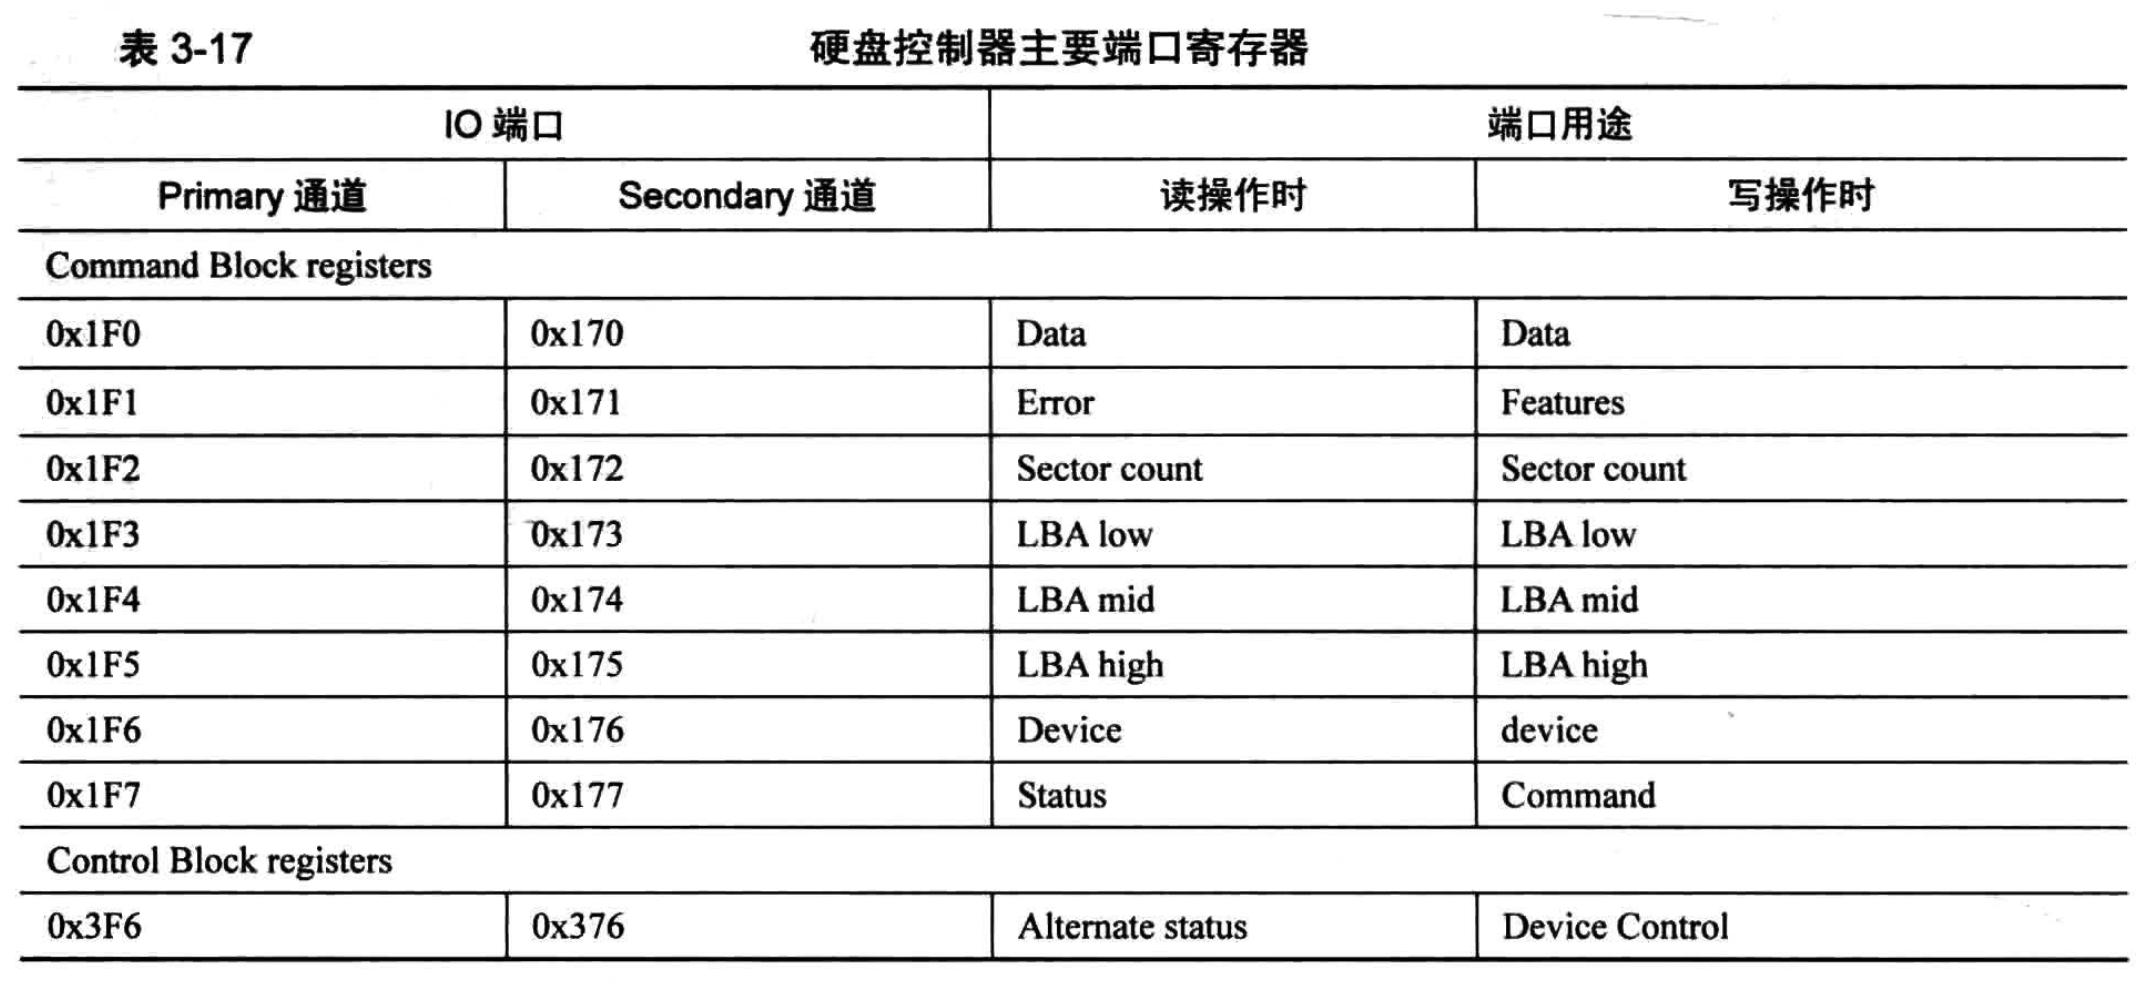 表 3-17 硬盘控制器主要端口寄存器
IO 端口 端口用途
Primary 通道 Secondary 通道 读操作时 写操作时
Command Block registers
0x1F0 0x170 Data Data
0x1F1 0x171 Error Features
0x1F2 0x172 Sector count Sector count
0x1F3 0x173 LBA low LBA low
0x1F4 0x174 LBA mid LBA mid
0x1F5 0x175 LBA high LBA high
0x1F6 0x176 Device device
0x1F7 0x177 Status Command
Control Block registers
0x3F6 0x376 Alternate status Device Control